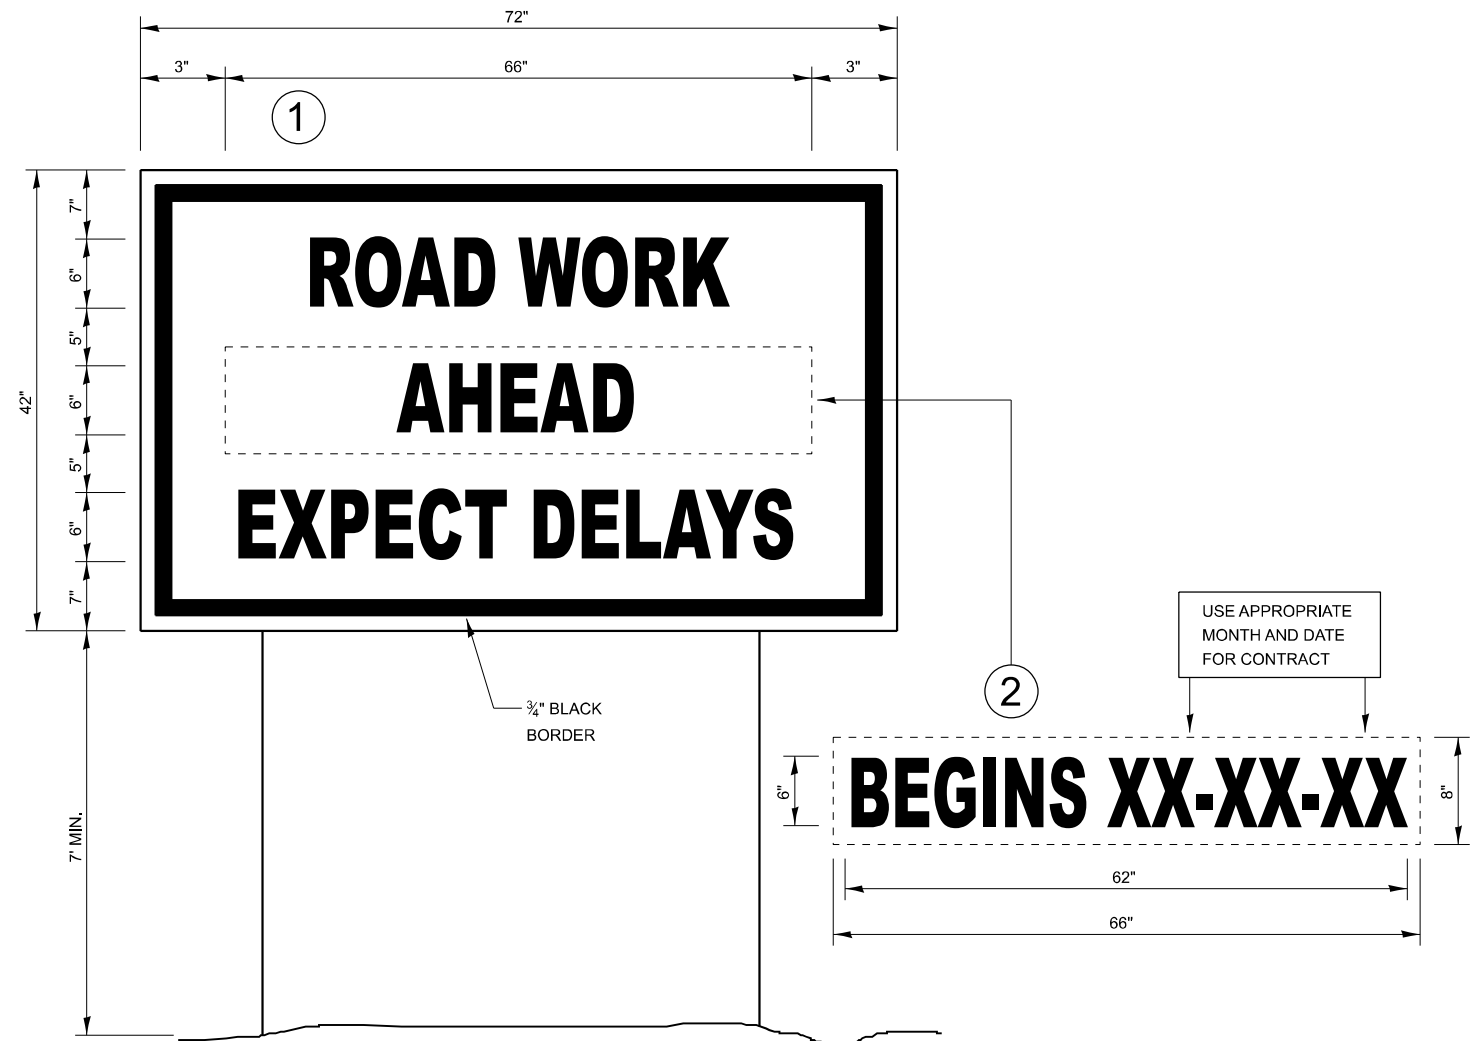 72"
3" 66" 3"
1
7"
6"
5"
6"
5"
6"
7"
42"
7' MIN.
ROAD WORK
AHEAD
EXPECT DELAYS
¾" BLACK
BORDER
2
USE APPROPRIATE
MONTH AND DATE
FOR CONTRACT
6"
BEGINS XX-XX-XX
8"
62"
66"